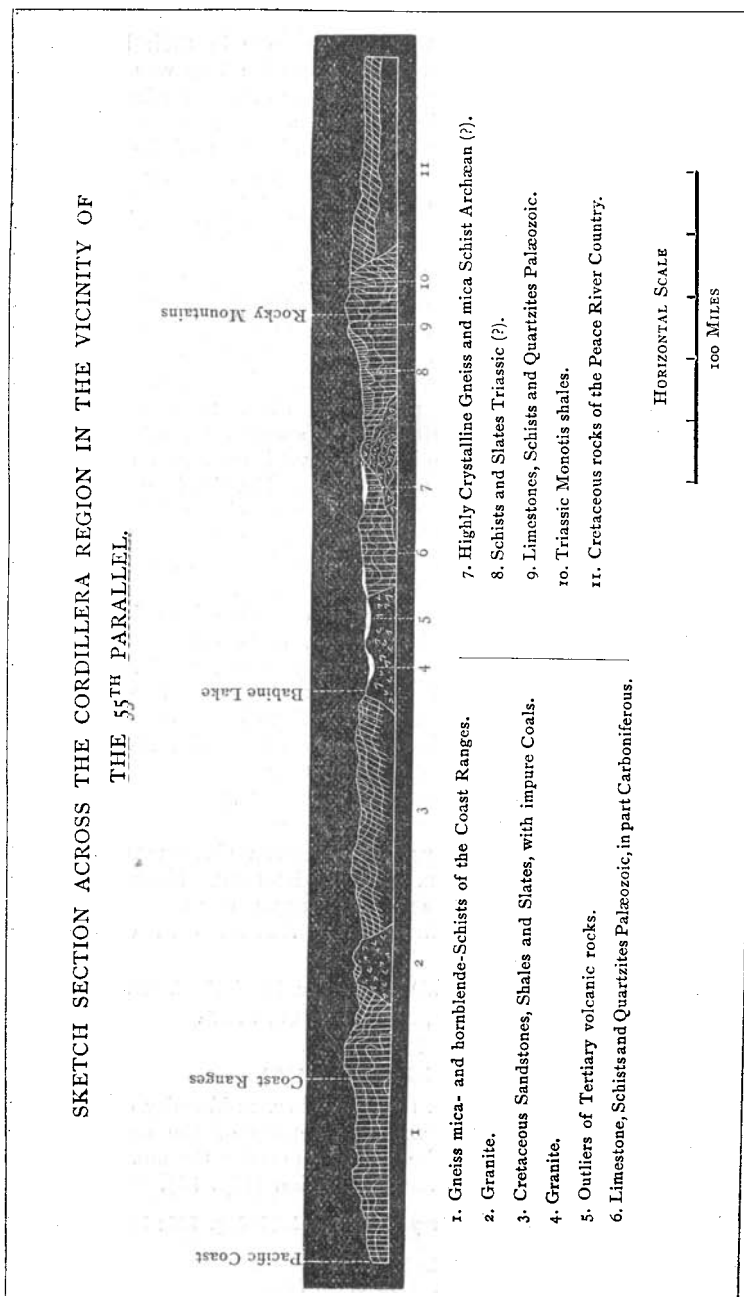 SKETCH SECTION ACROSS THE CORDILLERA REGION IN THE VICINITY OF
THE 55TH PARALLEL.
Pacific Coast
Coast Ranges
Babine Lake
Rocky Mountains
1 2 3 4 5 6 7 8 9 10 11
1. Gneiss mica- and hornblende-Schists of the Coast Ranges.
2. Granite.
3. Cretaceous Sandstones, Shales and Slates, with impure Coals.
4. Granite.
5. Outliers of Tertiary volcanic rocks.
6. Limestone, Schists and Quartzites Palæozoic, in part Carboniferous.
7. Highly Crystalline Gneiss and mica Schist Archæan (?).
8. Schists and Slates Triassic (?).
9. Limestones, Schists and Quartzites Palæozoic.
10. Triassic Monotis shales.
11. Cretaceous rocks of the Peace River Country.
HORIZONTAL SCALE
100 MILES